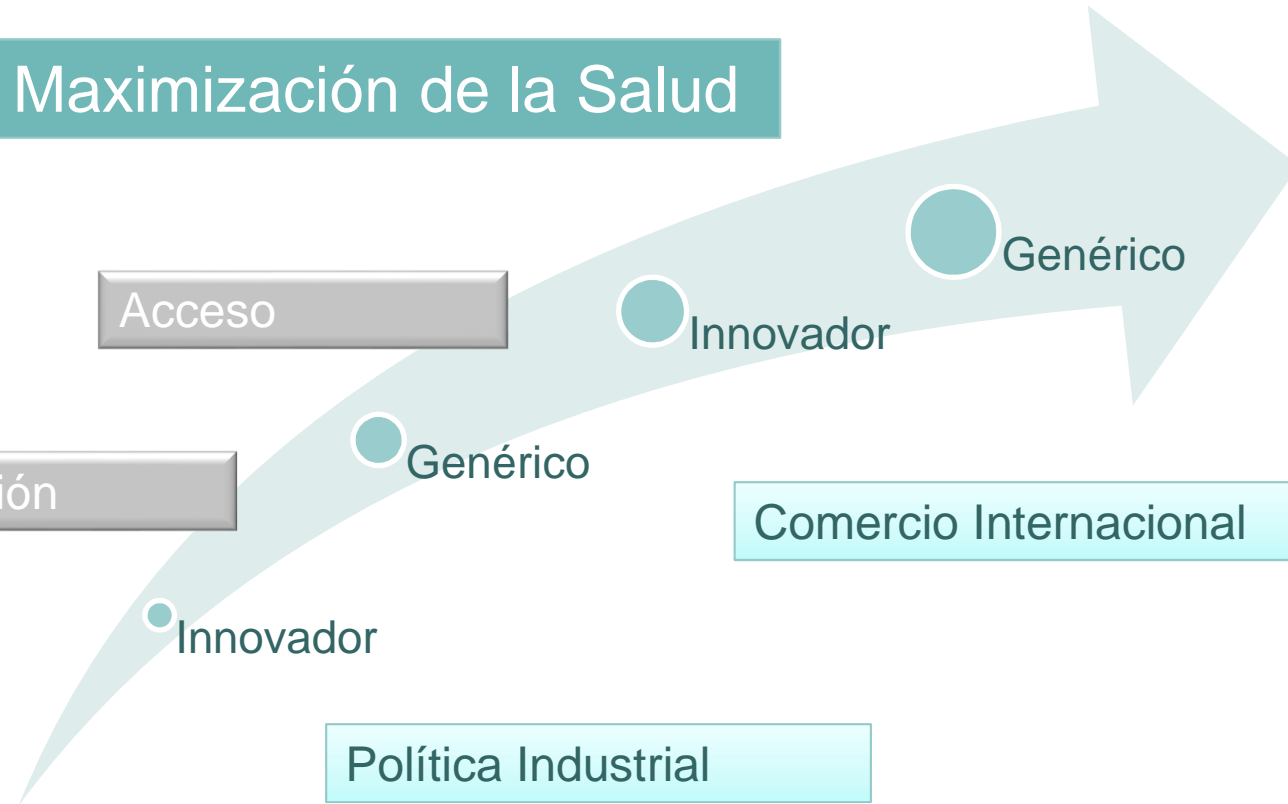 Maximización de la Salud
Genérico
Acceso
Innovador
Genérico
ión
Comercio Internacional
Innovador
Política Industrial